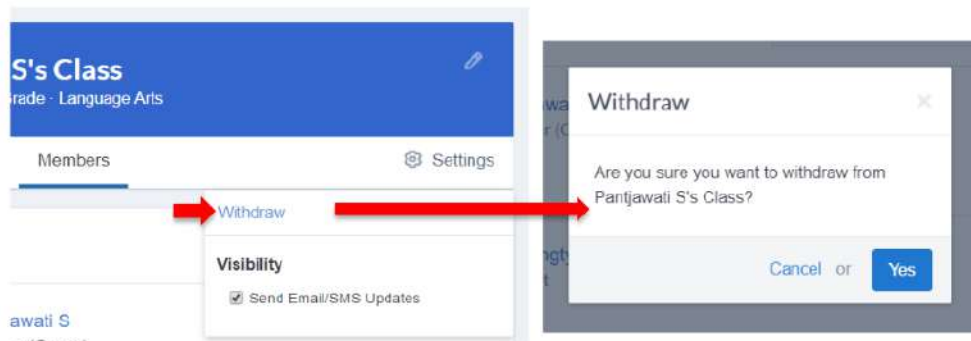 S's Class
rade - Language Arts
Members
Settings
Withdraw
Visibility
Send Email/SMS Updates
awati S
Withdraw
Are you sure you want to withdraw from
Pantjawati S's Class?
Cancel or Yes